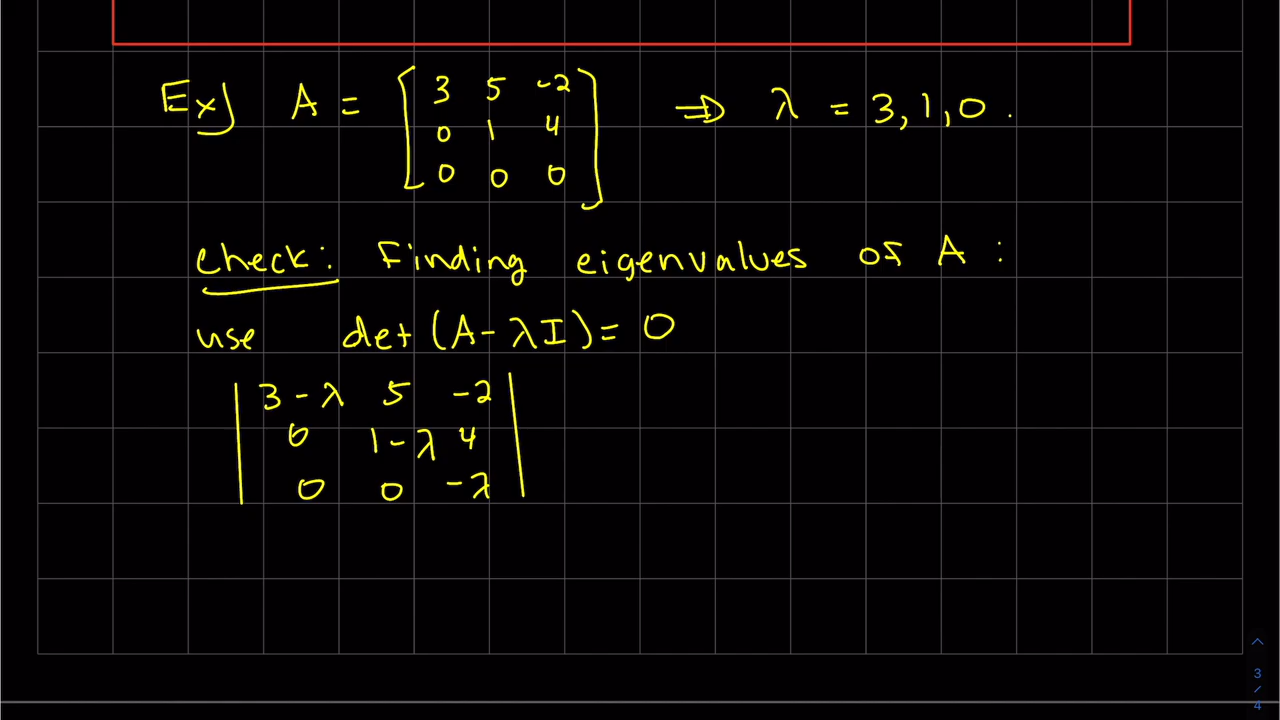 Ex) A = [ 3 5 -2 ⇒ λ = 3, 1, 0.
0 1 4
0 0 0 ]
Check: Finding eigenvalues of A:
use det (A - λI) = 0
| 3 - λ 5 -2 |
0 1 - λ 4
0 0 -λ
3
/
4